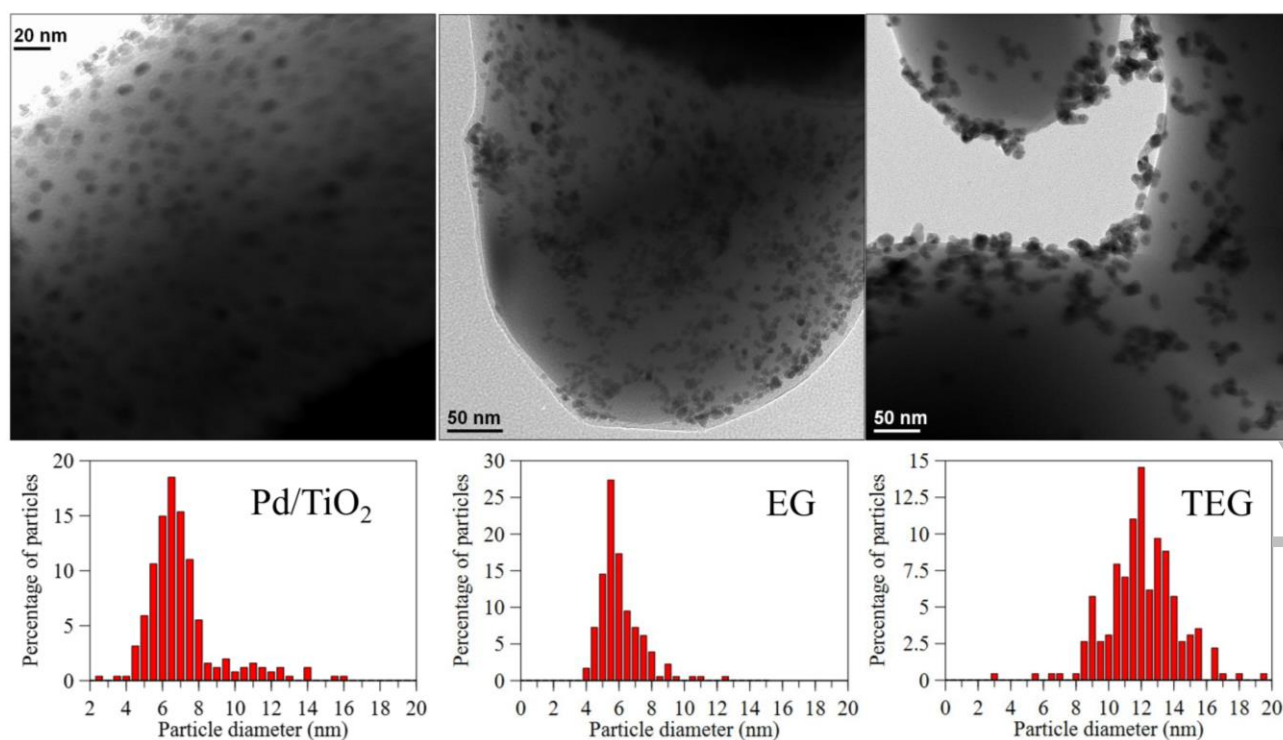 20 nm
50 nm
50 nm
Percentage of particles
20
15
10
5
0
Pd/TiO₂
2 4 6 8 10 12 14 16 18 20
Particle diameter (nm)
Percentage of particles
30
25
20
15
10
5
0
EG
0 2 4 6 8 10 12 14 16 18 20
Particle diameter (nm)
Percentage of particles
15
12.5
10
7.5
5
2.5
0
TEG
0 2 4 6 8 10 12 14 16 18 20
Particle diameter (nm)